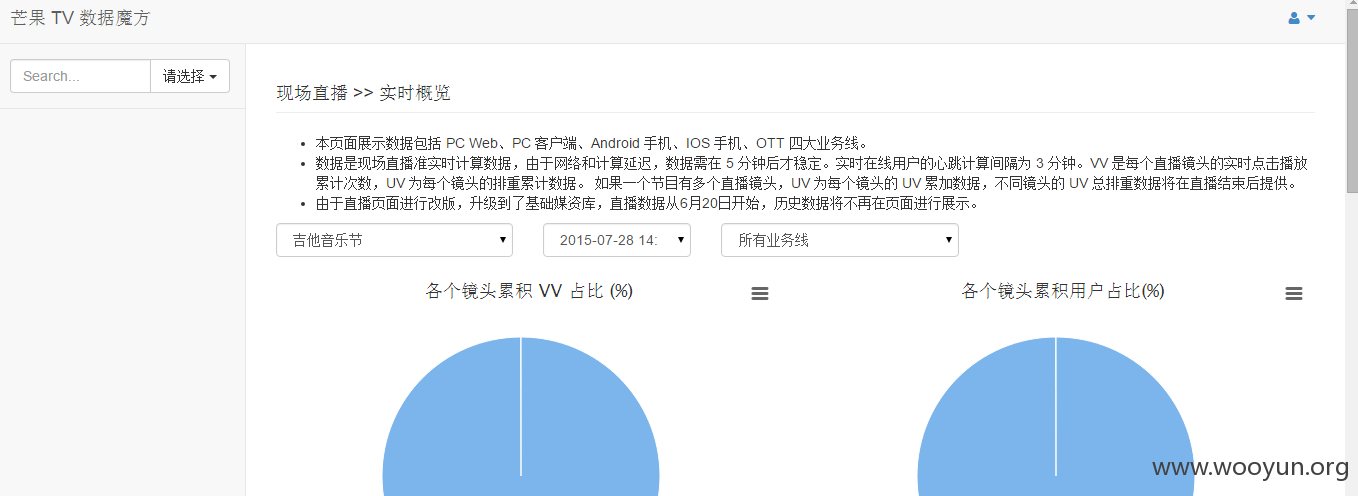 芒果 TV 数据魔方
Search...
请选择
现场直播 >> 实时概览
本页面展示数据包括 PC Web、PC 客户端、Android 手机、IOS 手机、OTT 四大业务线。
数据是现场直播准实时计算数据，由于网络和计算延迟，数据需在 5 分钟后才稳定。实时在线用户的心跳计算间隔为 3 分钟。VV 是每个直播镜头的实时点击播放
累计次数，UV 为每个镜头的排重累计数据。 如果一个节目有多个直播镜头，UV 为每个镜头的 UV 累加数据，不同镜头的 UV 总排重数据将在直播结束后提供。
由于直播页面进行改版，升级到了基础媒资库，直播数据从6月20日开始，历史数据将不再在页面进行展示。
吉他音乐节
2015-07-28 14:
所有业务线
各个镜头累积 VV 占比 (%)
各个镜头累积用户占比(%)
www.wooyun.org